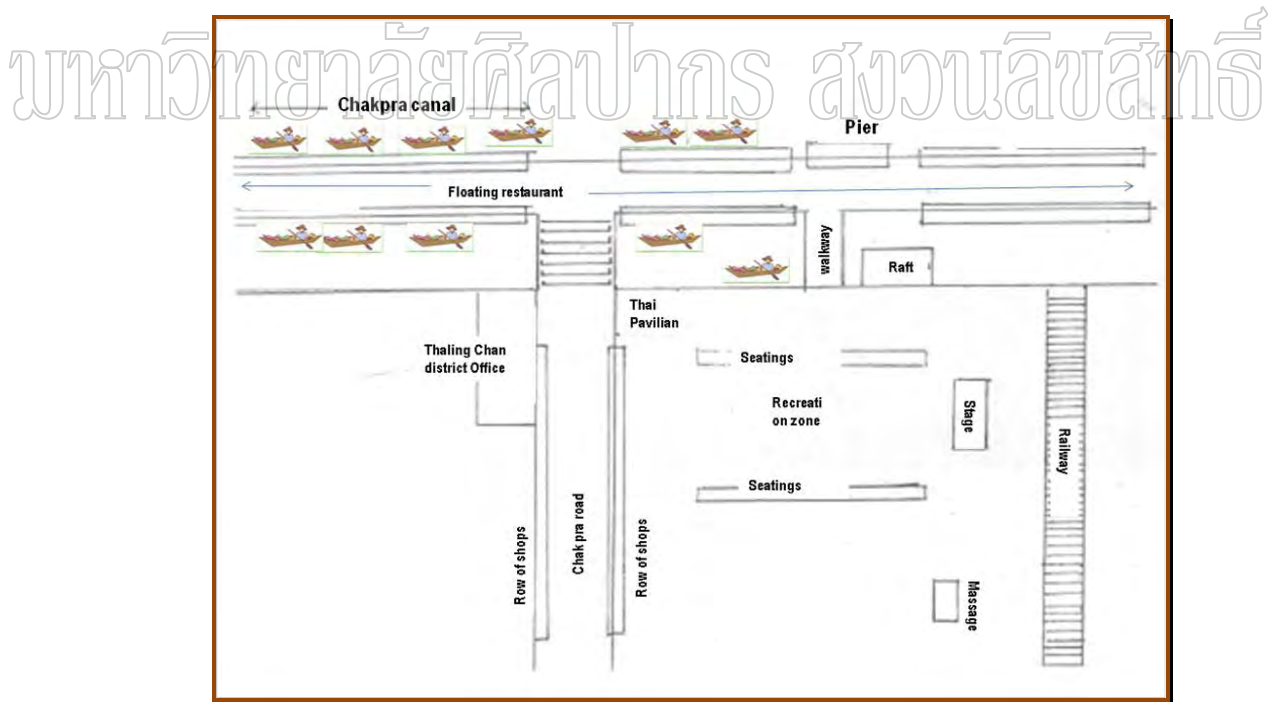 มหาวิทยาลัยศิลปากร สงวนลิขสิทธิ์
Chakpra canal
Pier
Floating restaurant
walkway
Raft
Thai
Pavilian
Thaling Chan
district Office
Seatings
Recreati
on zone
Stage
Railway
Seatings
Row of shops
Chak pra road
Row of shops
Massage